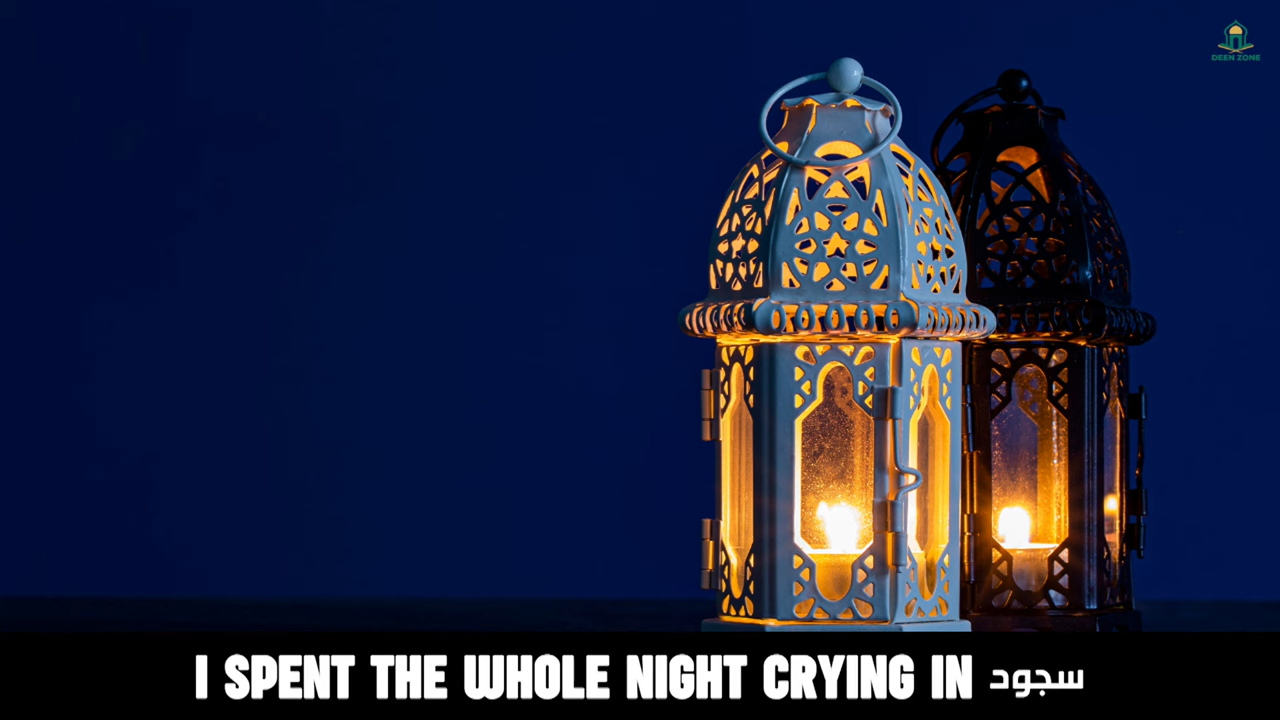 DEEN ZONE
I SPENT THE WHOLE NIGHT CRYING IN سجود